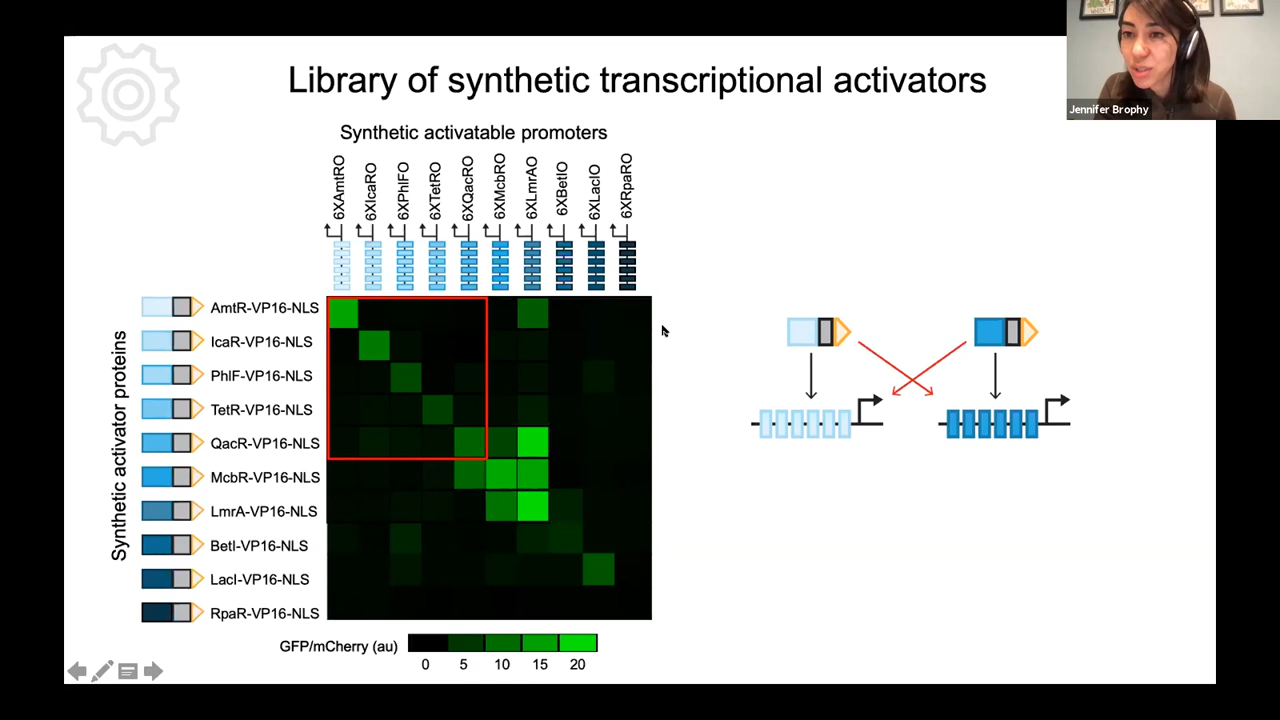 Library of synthetic transcriptional activators
Jennifer Brophy
Synthetic activatable promoters
6XAmtRO
6XIcaRO
6XPhlFO
6XTetRO
6XQacRO
6XMcbRO
6XLmrAO
6XBetIO
6XLacIO
6XRpaRO
Synthetic activator proteins
AmtR-VP16-NLS
IcaR-VP16-NLS
PhlF-VP16-NLS
TetR-VP16-NLS
QacR-VP16-NLS
McbR-VP16-NLS
LmrA-VP16-NLS
BetI-VP16-NLS
LacI-VP16-NLS
RpaR-VP16-NLS
GFP/mCherry (au)
0 5 10 15 20